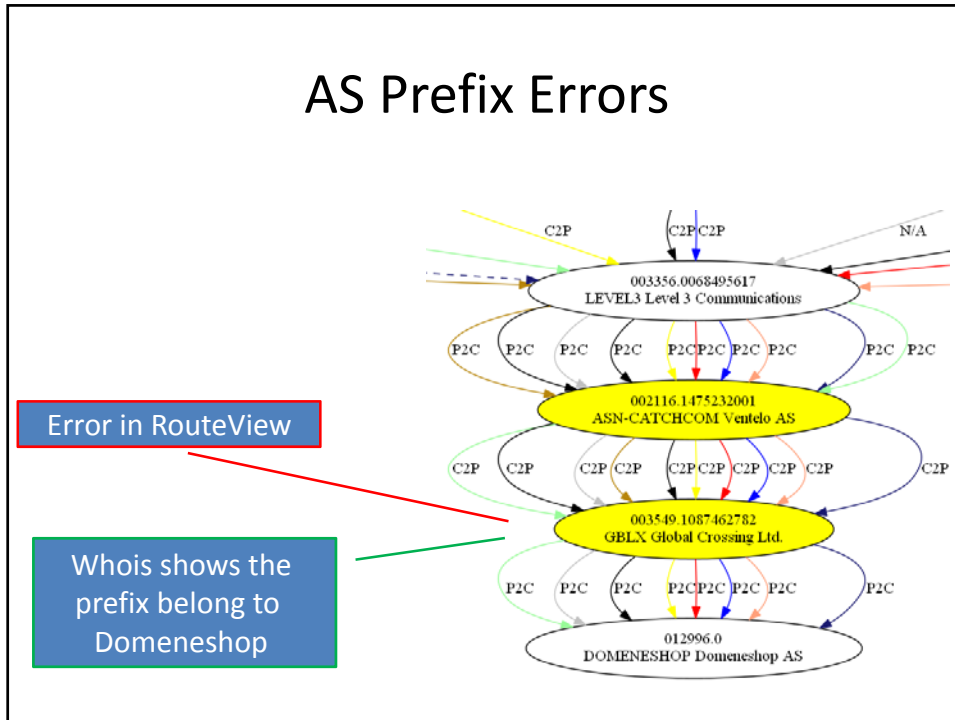 AS Prefix Errors
C2P
C2P C2P
N/A
003356.0068495617
LEVEL3 Level 3 Communications
P2C P2C P2C P2C P2C P2C P2C P2C P2C P2C
002116.1475232001
ASN-CATCHCOM Ventelo AS
Error in RouteView
C2P C2P C2P C2P C2P C2P C2P C2P C2P
003549.1087462782
GBLX Global Crossing Ltd.
Whois shows the
prefix belong to
Domeneshop
P2C P2C P2C P2C P2C P2C P2C P2C
012996.0
DOMENESHOP Domeneshop AS